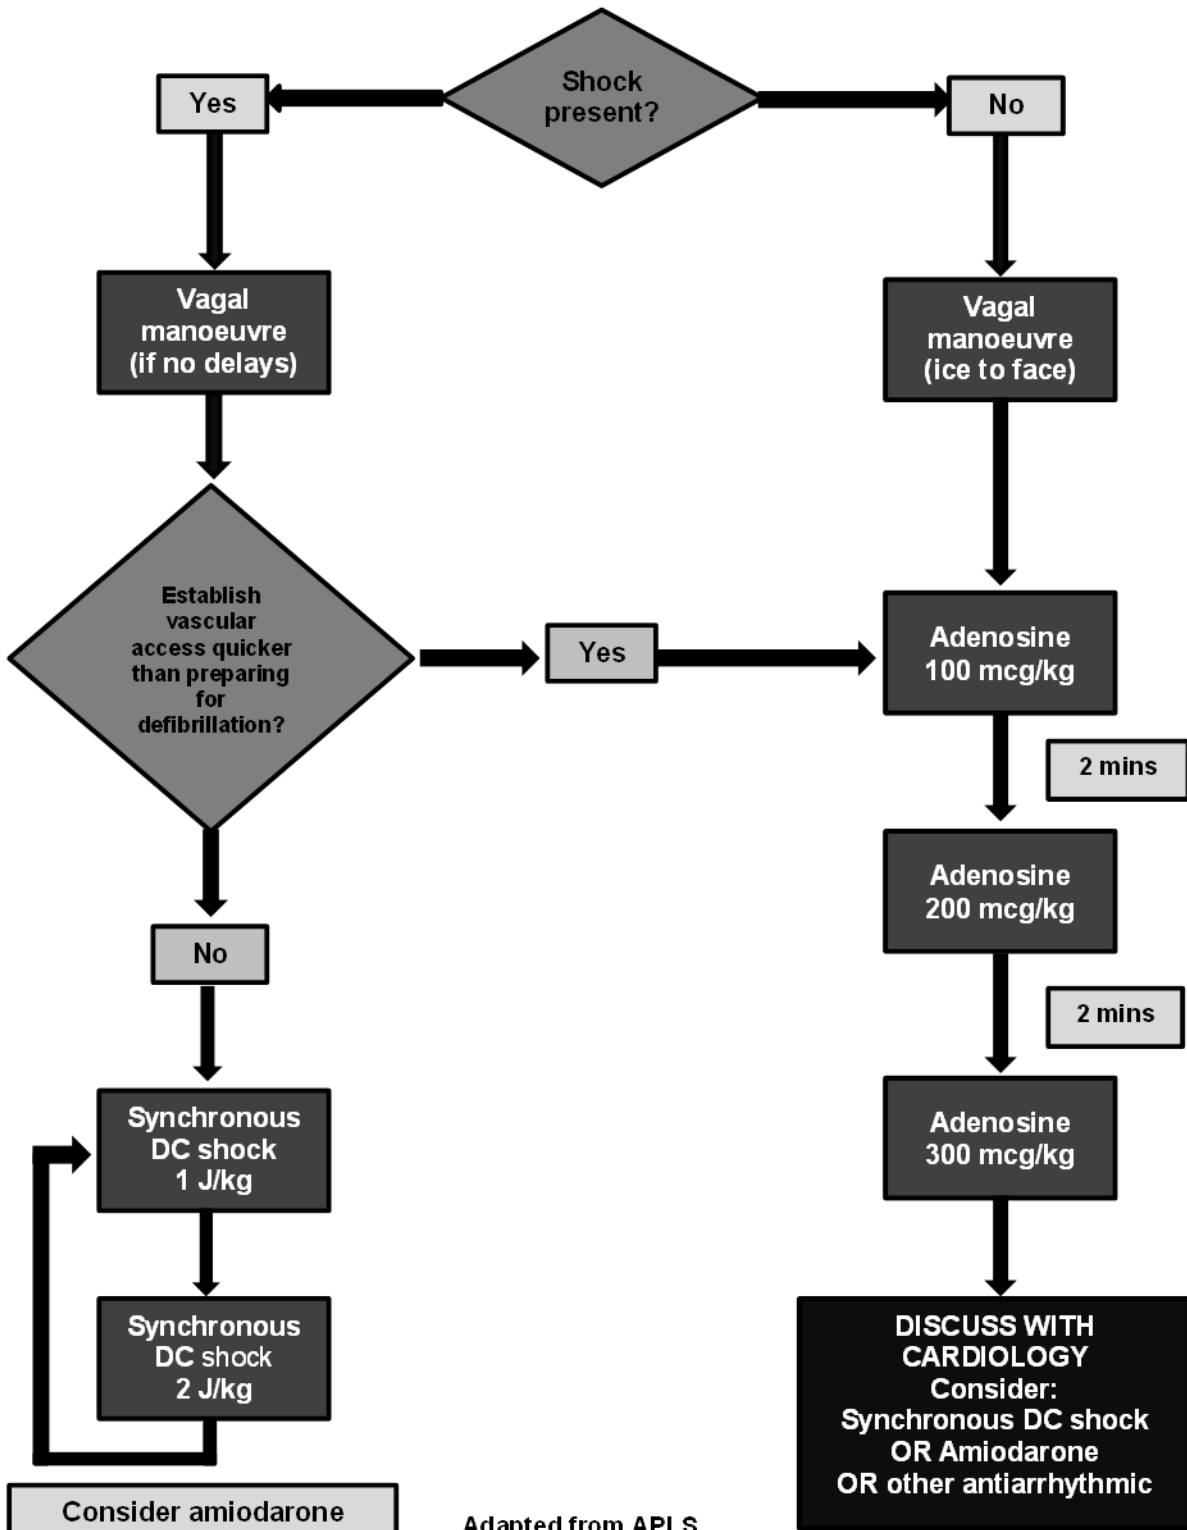 Shock
present?
Yes
No
Vagal
manoeuvre
(if no delays)
Vagal
manoeuvre
(ice to face)
Establish
vascular
access quicker
than preparing
for
defibrillation?
Yes
Adenosine
100 mcg/kg
2 mins
Adenosine
200 mcg/kg
No
2 mins
Synchronous
DC shock
1 J/kg
Adenosine
300 mcg/kg
Synchronous
DC shock
2 J/kg
DISCUSS WITH
CARDIOLOGY
Consider:
Synchronous DC shock
OR Amiodarone
OR other antiarrhythmic
Consider amiodarone
Adapted from APLS